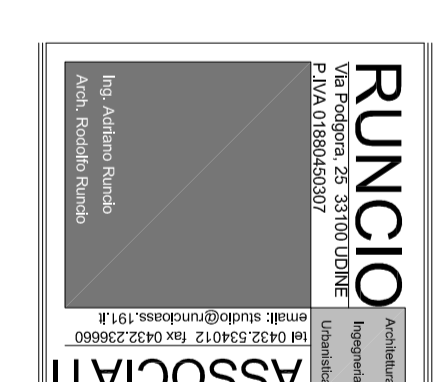 RUNCIO
Via Podgora, 25 33100 UDINE
P.IVA 01880450307
Ing. Adriano Runcio
Arch. Rodolfo Runcio
Architettura
Ingegneria
Urbanistica
ASSOCIATI
tel 0432.534012 fax 0432.236660
email: studio@runcioass.191.it